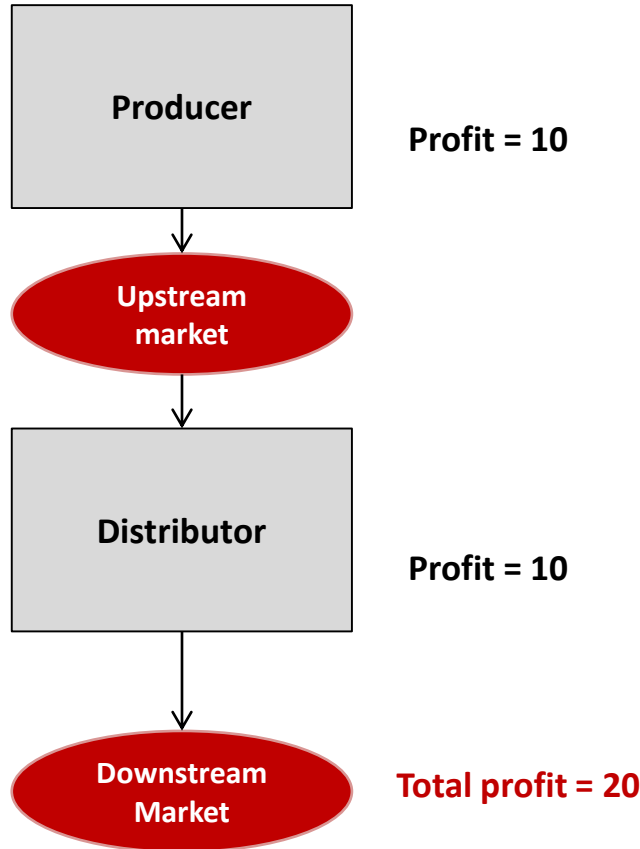 Producer
Profit = 10
Upstream
market
Distributor
Profit = 10
Downstream
Market
Total profit = 20